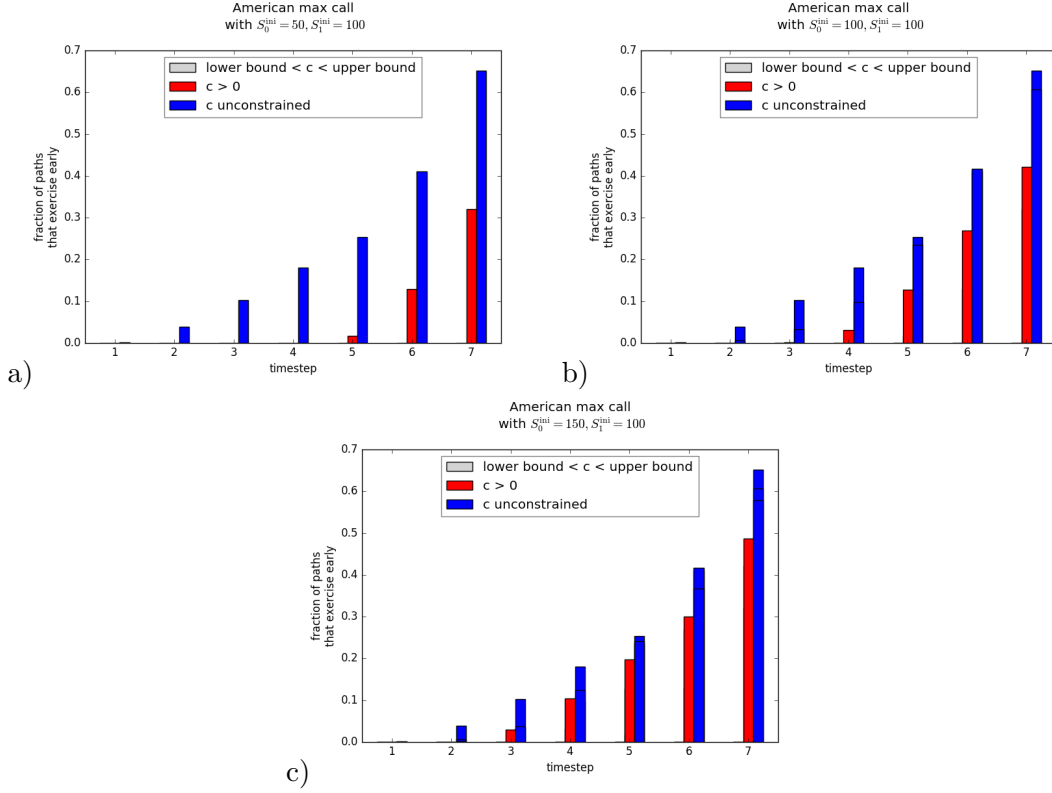 American max call
with $S_0^{\mathrm{ini}} = 50, S_1^{\mathrm{ini}} = 100$
0.7
0.6
0.5
0.4
0.3
0.2
0.1
0.0
fraction of paths
that exercise early
lower bound < c < upper bound
c > 0
c unconstrained
1 2 3 4 5 6 7
timestep
a)
American max call
with $S_0^{\mathrm{ini}} = 100, S_1^{\mathrm{ini}} = 100$
0.7
0.6
0.5
0.4
0.3
0.2
0.1
0.0
fraction of paths
that exercise early
lower bound < c < upper bound
c > 0
c unconstrained
1 2 3 4 5 6 7
timestep
b)
American max call
with $S_0^{\mathrm{ini}} = 150, S_1^{\mathrm{ini}} = 100$
0.7
0.6
0.5
0.4
0.3
0.2
0.1
0.0
fraction of paths
that exercise early
lower bound < c < upper bound
c > 0
c unconstrained
1 2 3 4 5 6 7
timestep
c)